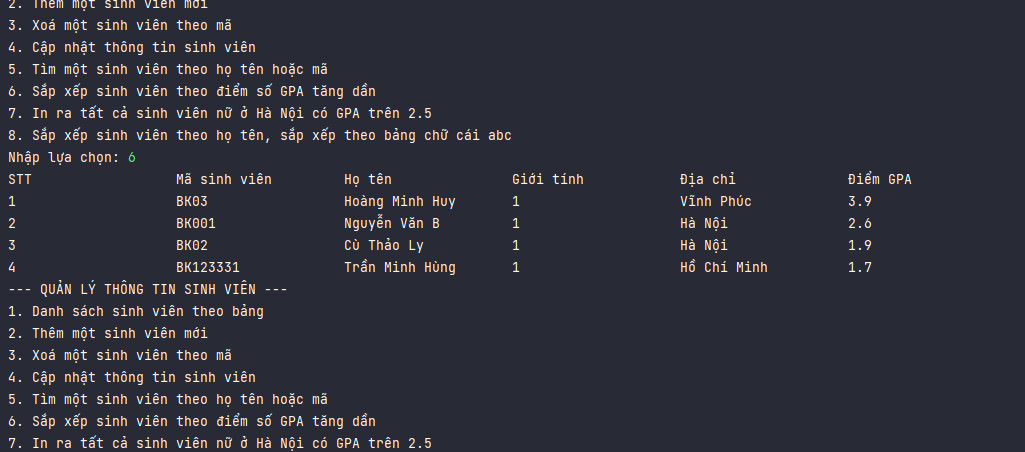 2. Thêm một sinh viên mới
3. Xoá một sinh viên theo mã
4. Cập nhật thông tin sinh viên
5. Tìm một sinh viên theo họ tên hoặc mã
6. Sắp xếp sinh viên theo điểm số GPA tăng dần
7. In ra tất cả sinh viên nữ ở Hà Nội có GPA trên 2.5
8. Sắp xếp sinh viên theo họ tên, sắp xếp theo bảng chữ cái abc
Nhập lựa chọn: 6
STT Mã sinh viên Họ tên Giới tính Địa chỉ Điểm GPA
1 BK03 Hoàng Minh Huy 1 Vĩnh Phúc 3.9
2 BK001 Nguyễn Văn B 1 Hà Nội 2.6
3 BK02 Cù Thảo Ly 1 Hà Nội 1.9
4 BK123331 Trần Minh Hùng 1 Hồ Chí Minh 1.7
--- QUẢN LÝ THÔNG TIN SINH VIÊN ---
1. Danh sách sinh viên theo bảng
2. Thêm một sinh viên mới
3. Xoá một sinh viên theo mã
4. Cập nhật thông tin sinh viên
5. Tìm một sinh viên theo họ tên hoặc mã
6. Sắp xếp sinh viên theo điểm số GPA tăng dần
7. In ra tất cả sinh viên nữ ở Hà Nội có GPA trên 2.5